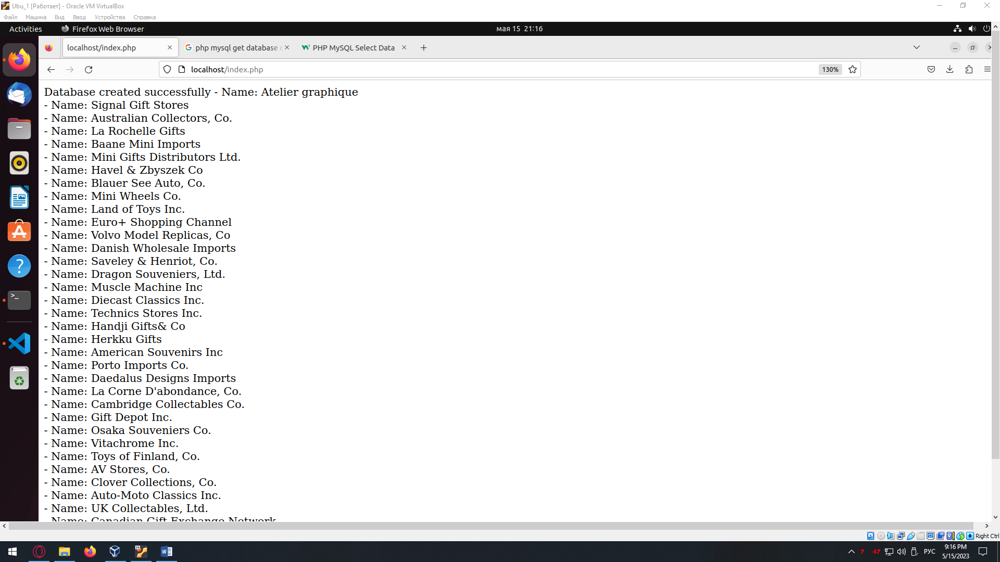 Ubu_1 [Работает] - Oracle VM VirtualBox
Файл Машина Вид Ввод Устройства Справка
Activities Firefox Web Browser мая 15 21:16
localhost/index.php php mysql get database PHP MySQL Select Data
localhost/index.php 130%
Database created successfully - Name: Atelier graphique
- Name: Signal Gift Stores
- Name: Australian Collectors, Co.
- Name: La Rochelle Gifts
- Name: Baane Mini Imports
- Name: Mini Gifts Distributors Ltd.
- Name: Havel & Zbyszek Co
- Name: Blauer See Auto, Co.
- Name: Mini Wheels Co.
- Name: Land of Toys Inc.
- Name: Euro+ Shopping Channel
- Name: Volvo Model Replicas, Co
- Name: Danish Wholesale Imports
- Name: Saveley & Henriot, Co.
- Name: Dragon Souveniers, Ltd.
- Name: Muscle Machine Inc
- Name: Diecast Classics Inc.
- Name: Technics Stores Inc.
- Name: Handji Gifts& Co
- Name: Herkku Gifts
- Name: American Souvenirs Inc
- Name: Porto Imports Co.
- Name: Daedalus Designs Imports
- Name: La Corne D'abondance, Co.
- Name: Cambridge Collectables Co.
- Name: Gift Depot Inc.
- Name: Osaka Souveniers Co.
- Name: Vitachrome Inc.
- Name: Toys of Finland, Co.
- Name: AV Stores, Co.
- Name: Clover Collections, Co.
- Name: Auto-Moto Classics Inc.
- Name: UK Collectables, Ltd.
- Name: Canadian Gift Exchange Network
Right Ctrl
7 47 РУС 9:16 PM
5/15/2023